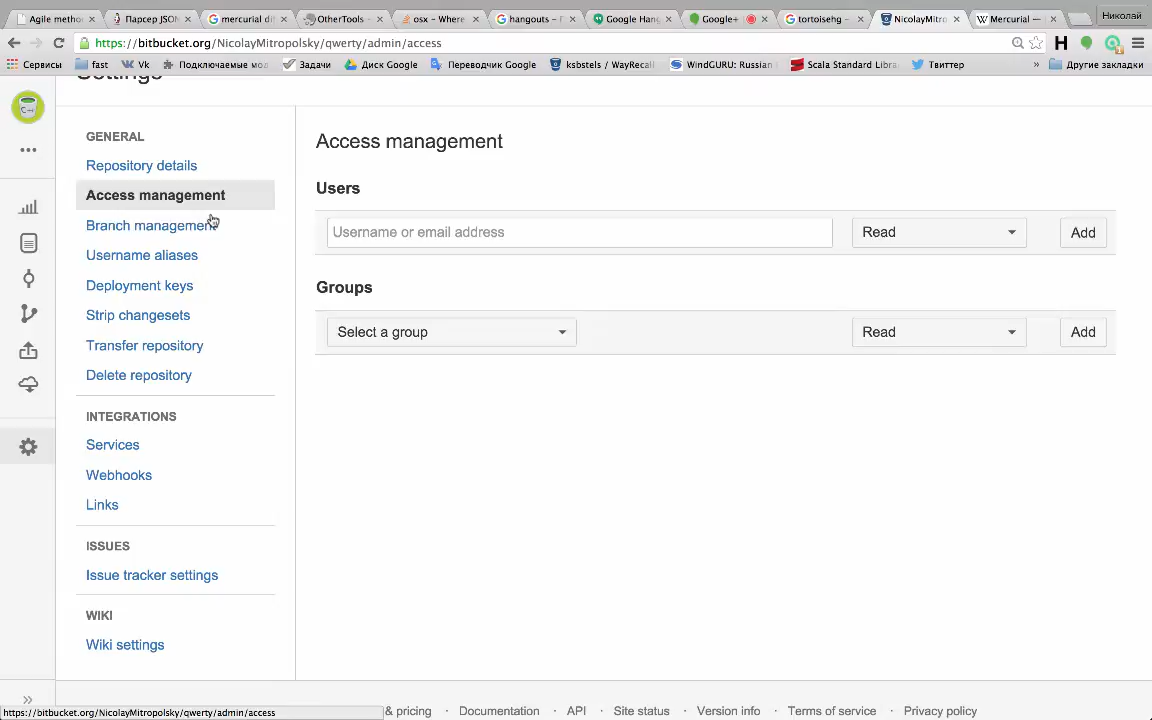 Agile metho
Парсер JSON
mercurial di
OtherTools -
osx - Where
hangouts - F
Google Han
Google+
tortoisehg -
NicolayMitro
Mercurial —
Николай
https://bitbucket.org/NicolayMitropolsky/qwerty/admin/access
Сервисы
fast
Vk
Подключаемые мод
Задачи
Диск Google
Переводчик Google
ksbstels / WayRecall
WindGURU: Russian
Scala Standard Libra
Твиттер
»
Другие закладки
Settings
GENERAL
Repository details
Access management
Branch management
Username aliases
Deployment keys
Strip changesets
Transfer repository
Delete repository
INTEGRATIONS
Services
Webhooks
Links
ISSUES
Issue tracker settings
WIKI
Wiki settings
Access management
Users
Username or email address
Read
Add
Groups
Select a group
Read
Add
https://bitbucket.org/NicolayMitropolsky/qwerty/admin/access
& pricing · Documentation · API · Site status · Version info · Terms of service · Privacy policy